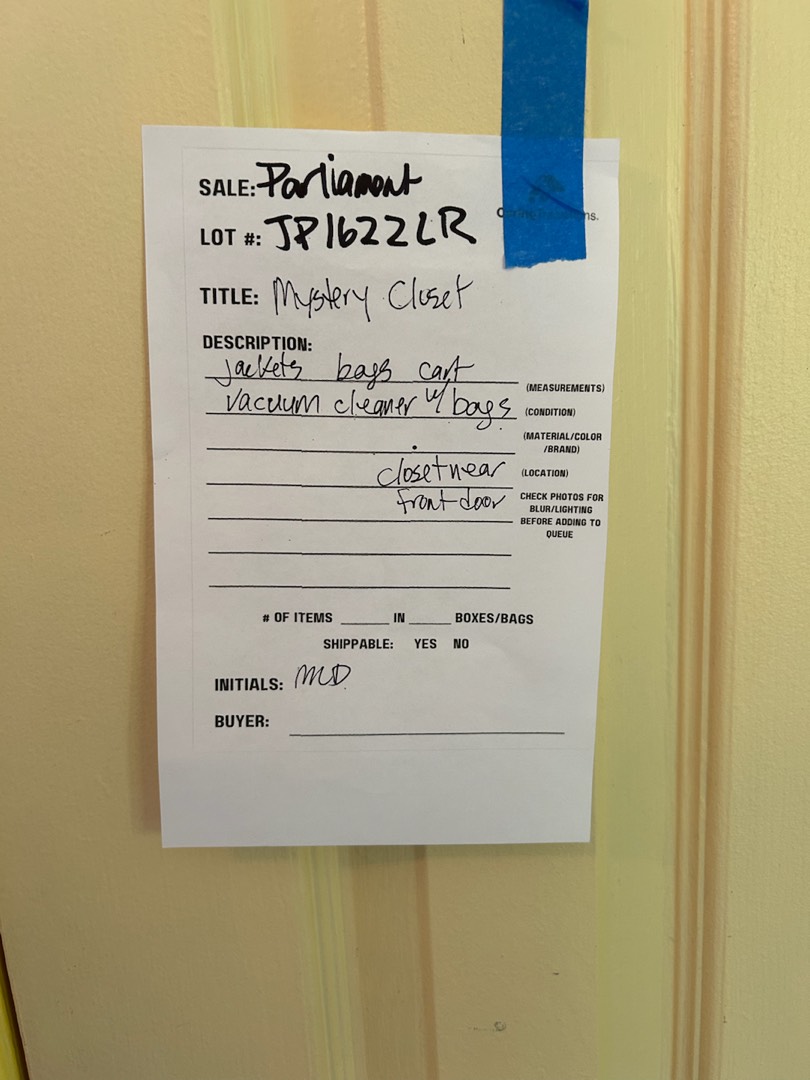 SALE: Parliament
LOT #: JP1622LR
TITLE: Mystery Closet
DESCRIPTION:
jackets bags cart
(MEASUREMENTS)
vacuum cleaner w/ bags
(CONDITION)
(MATERIAL/COLOR
/BRAND)
closet near
(LOCATION)
front door
CHECK PHOTOS FOR
BLUR/LIGHTING
BEFORE ADDING TO
QUEUE
# OF ITEMS ______ IN _____ BOXES/BAGS
SHIPPABLE: YES NO
INITIALS: MD
BUYER: